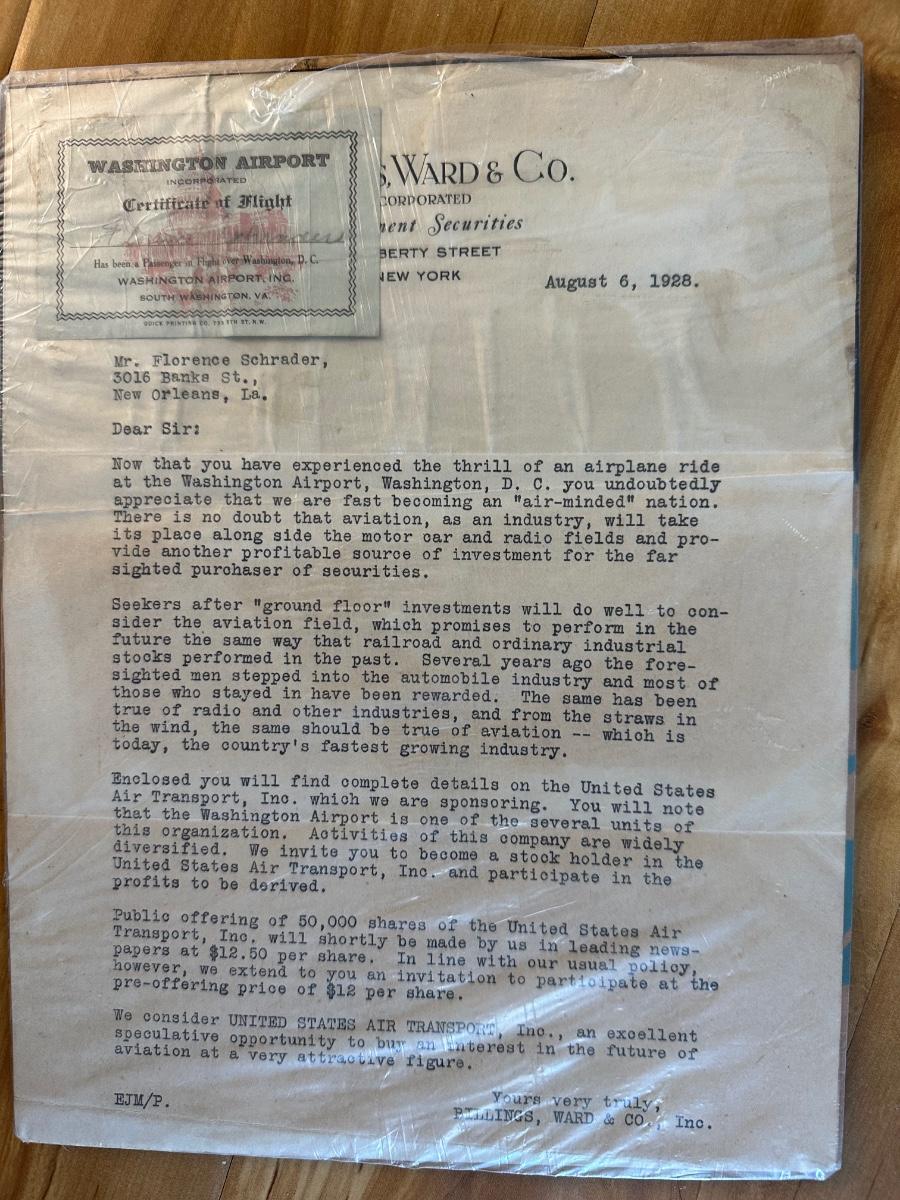 WASHINGTON AIRPORT
INCORPORATED
Certificate of Flight
Has been a Passenger in Flight over Washington, D. C.
WASHINGTON AIRPORT, INC.
SOUTH WASHINGTON, VA.
QUICK PRINTING CO. 735 8TH ST. N.W.
S, WARD & CO.
CORPORATED
ment Securities
BERTY STREET
NEW YORK
August 6, 1928.
Mr. Florence Schrader,
3016 Banks St.,
New Orleans, La.
Dear Sir:
Now that you have experienced the thrill of an airplane ride
at the Washington Airport, Washington, D. C. you undoubtedly
appreciate that we are fast becoming an "air-minded" nation.
There is no doubt that aviation, as an industry, will take
its place along side the motor car and radio fields and pro-
vide another profitable source of investment for the far
sighted purchaser of securities.
Seekers after "ground floor" investments will do well to con-
sider the aviation field, which promises to perform in the
future the same way that railroad and ordinary industrial
stocks performed in the past. Several years ago the fore-
sighted men stepped into the automobile industry and most of
those who stayed in have been rewarded. The same has been
true of radio and other industries, and from the straws in
the wind, the same should be true of aviation -- which is
today, the country's fastest growing industry.
Enclosed you will find complete details on the United States
Air Transport, Inc. which we are sponsoring. You will note
that the Washington Airport is one of the several units of
this organization. Activities of this company are widely
diversified. We invite you to become a stock holder in the
United States Air Transport, Inc. and participate in the
profits to be derived.
Public offering of 50,000 shares of the United States Air
Transport, Inc. will shortly be made by us in leading news-
papers at $12.50 per share. In line with our usual policy,
however, we extend to you an invitation to participate at the
pre-offering price of $12 per share.
We consider UNITED STATES AIR TRANSPORT, Inc., an excellent
speculative opportunity to buy an interest in the future of
aviation at a very attractive figure.
EJM/P.
Yours very truly,
BILLINGS, WARD & CO., Inc.